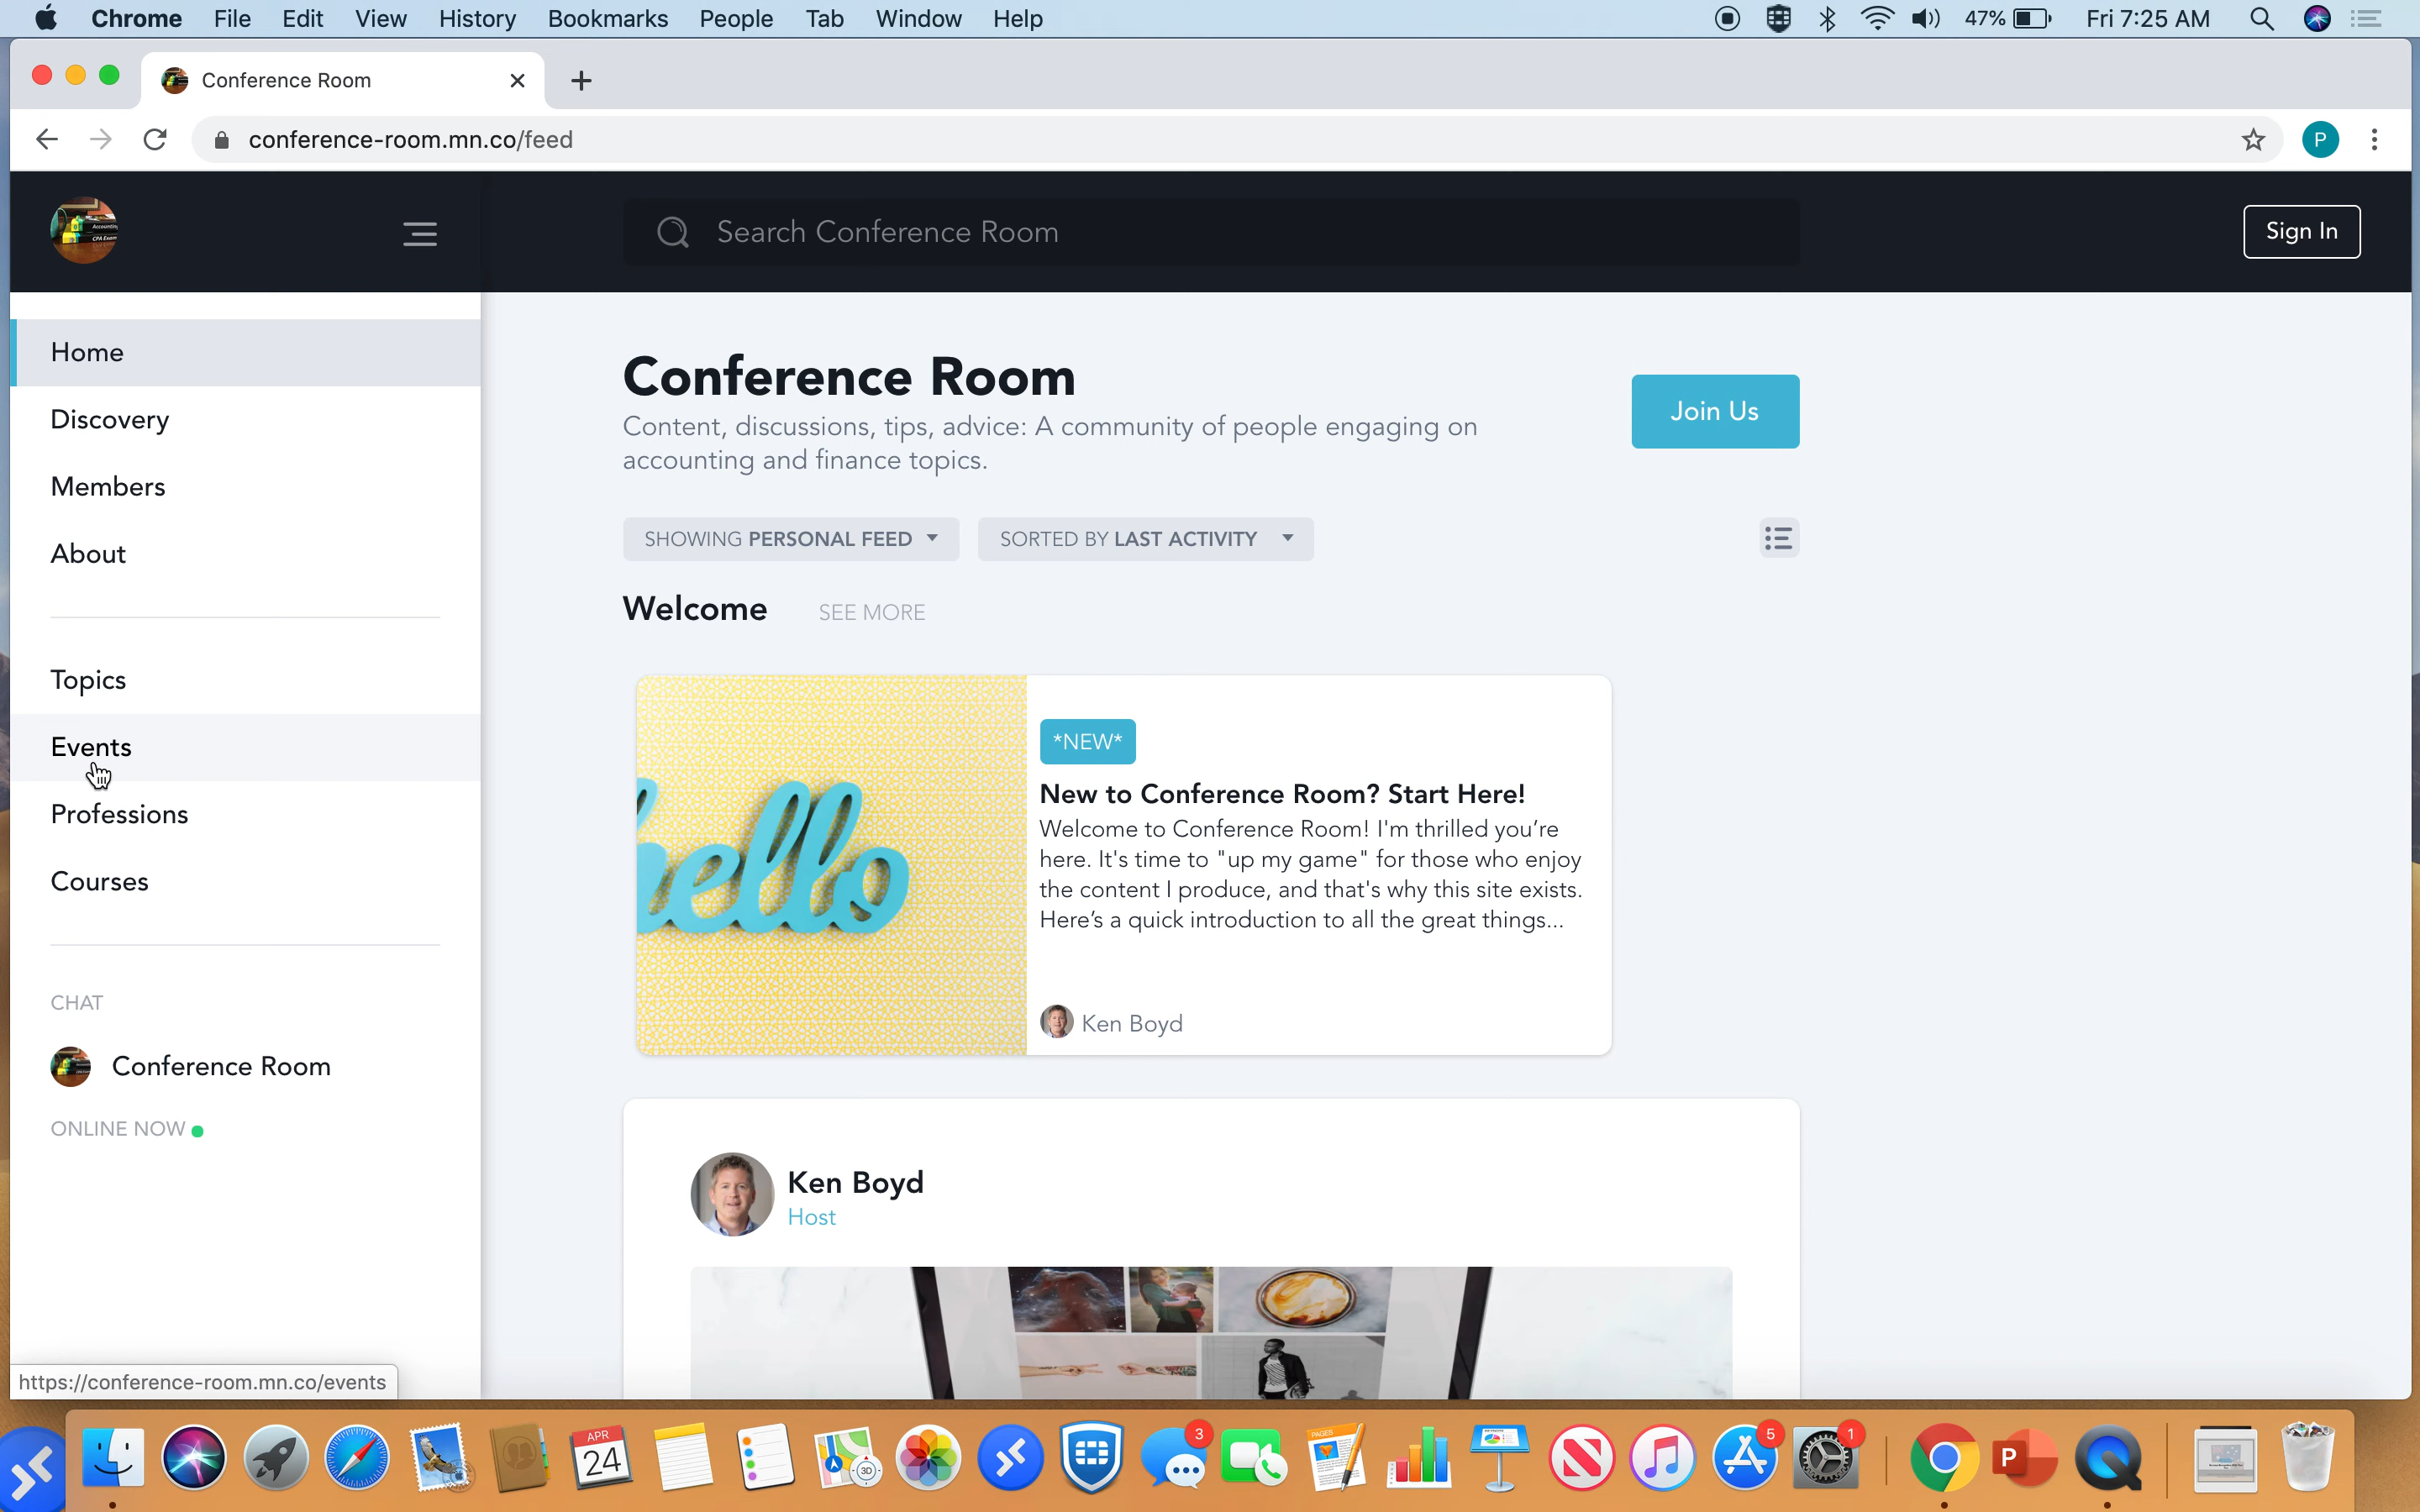 Chrome File Edit View History Bookmarks People Tab Window Help 47% Fri 7:25 AM
Conference Room
conference-room.mn.co/feed
P
Search Conference Room
Sign In
Home
Discovery
Members
About
Topics
Events
Professions
Courses
CHAT
Conference Room
ONLINE NOW
https://conference-room.mn.co/events
Conference Room
Content, discussions, tips, advice: A community of people engaging on
accounting and finance topics.
Join Us
SHOWING PERSONAL FEED
SORTED BY LAST ACTIVITY
Welcome SEE MORE
hello
*NEW*
New to Conference Room? Start Here!
Welcome to Conference Room! I'm thrilled you’re
here. It's time to "up my game" for those who enjoy
the content I produce, and that's why this site exists.
Here’s a quick introduction to all the great things...
Ken Boyd
Ken Boyd
Host
APR
24
3D
3
PAGES
5
1
P